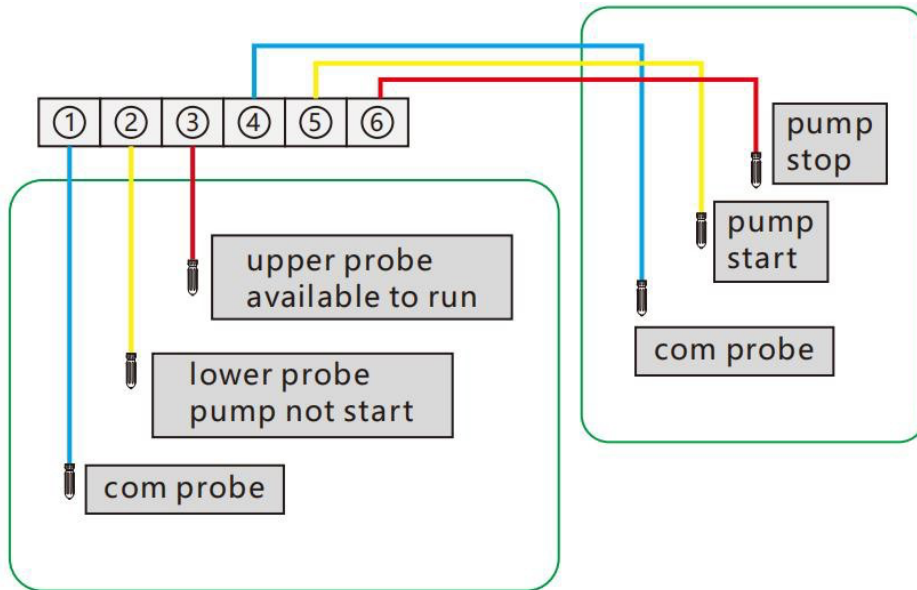 ① ② ③ ④ ⑤ ⑥
pump
stop
pump
start
com probe
upper probe
available to run
lower probe
pump not start
com probe